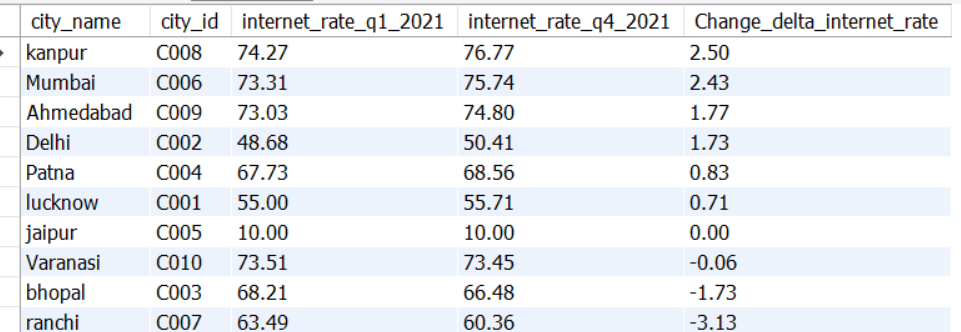 city_name city_id internet_rate_q1_2021 internet_rate_q4_2021 Change_delta_internet_rate
kanpur C008 74.27 76.77 2.50
Mumbai C006 73.31 75.74 2.43
Ahmedabad C009 73.03 74.80 1.77
Delhi C002 48.68 50.41 1.73
Patna C004 67.73 68.56 0.83
lucknow C001 55.00 55.71 0.71
jaipur C005 10.00 10.00 0.00
Varanasi C010 73.51 73.45 -0.06
bhopal C003 68.21 66.48 -1.73
ranchi C007 63.49 60.36 -3.13